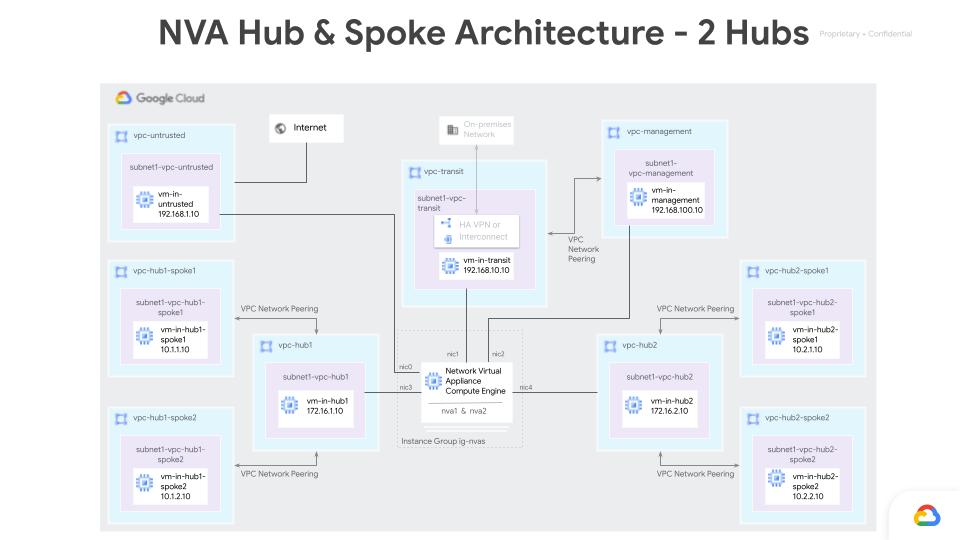 NVA Hub & Spoke Architecture - 2 Hubs
Proprietary + Confidential
Google Cloud
vpc-untrusted
subnet1-vpc-untrusted
vm-in-
untrusted
192.168.1.10
Internet
On-premises
Network
vpc-transit
subnet1-vpc-
transit
HA VPN or
Interconnect
vm-in-transit
192.168.10.10
vpc-management
subnet1-
vpc-management
vm-in-
management
192.168.100.10
VPC
Network
Peering
vpc-hub1-spoke1
subnet1-vpc-hub1-
spoke1
vm-in-hub1-
spoke1
10.1.1.10
VPC Network Peering
vpc-hub1
subnet1-vpc-hub1
vm-in-hub1
172.16.1.10
nic0
nic1
nic2
nic3
nic4
Network Virtual
Appliance
Compute Engine
nva1 & nva2
Instance Group ig-nvas
VPC Network Peering
vpc-hub2
subnet1-vpc-hub2
vm-in-hub2
172.16.2.10
vpc-hub2-spoke1
subnet1-vpc-hub2-
spoke1
vm-in-hub2-
spoke1
10.2.1.10
vpc-hub1-spoke2
subnet1-vpc-hub1-
spoke2
vm-in-hub1-
spoke2
10.1.2.10
VPC Network Peering
VPC Network Peering
vpc-hub2-spoke2
subnet1-vpc-hub2-
spoke2
vm-in-hub2-
spoke2
10.2.2.10